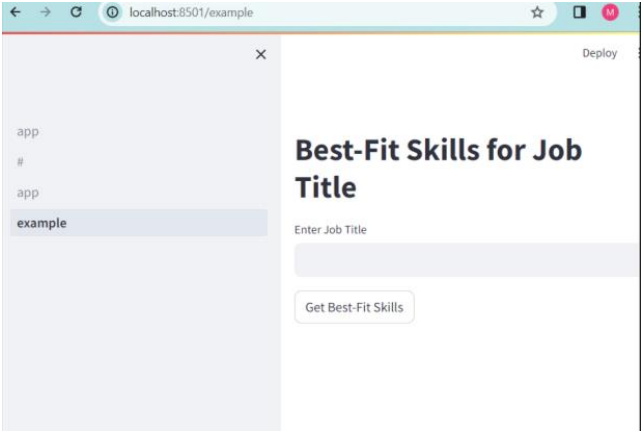 localhost:8501/example
M
Deploy
app
#
app
example
Best-Fit Skills for Job
Title
Enter Job Title
Get Best-Fit Skills